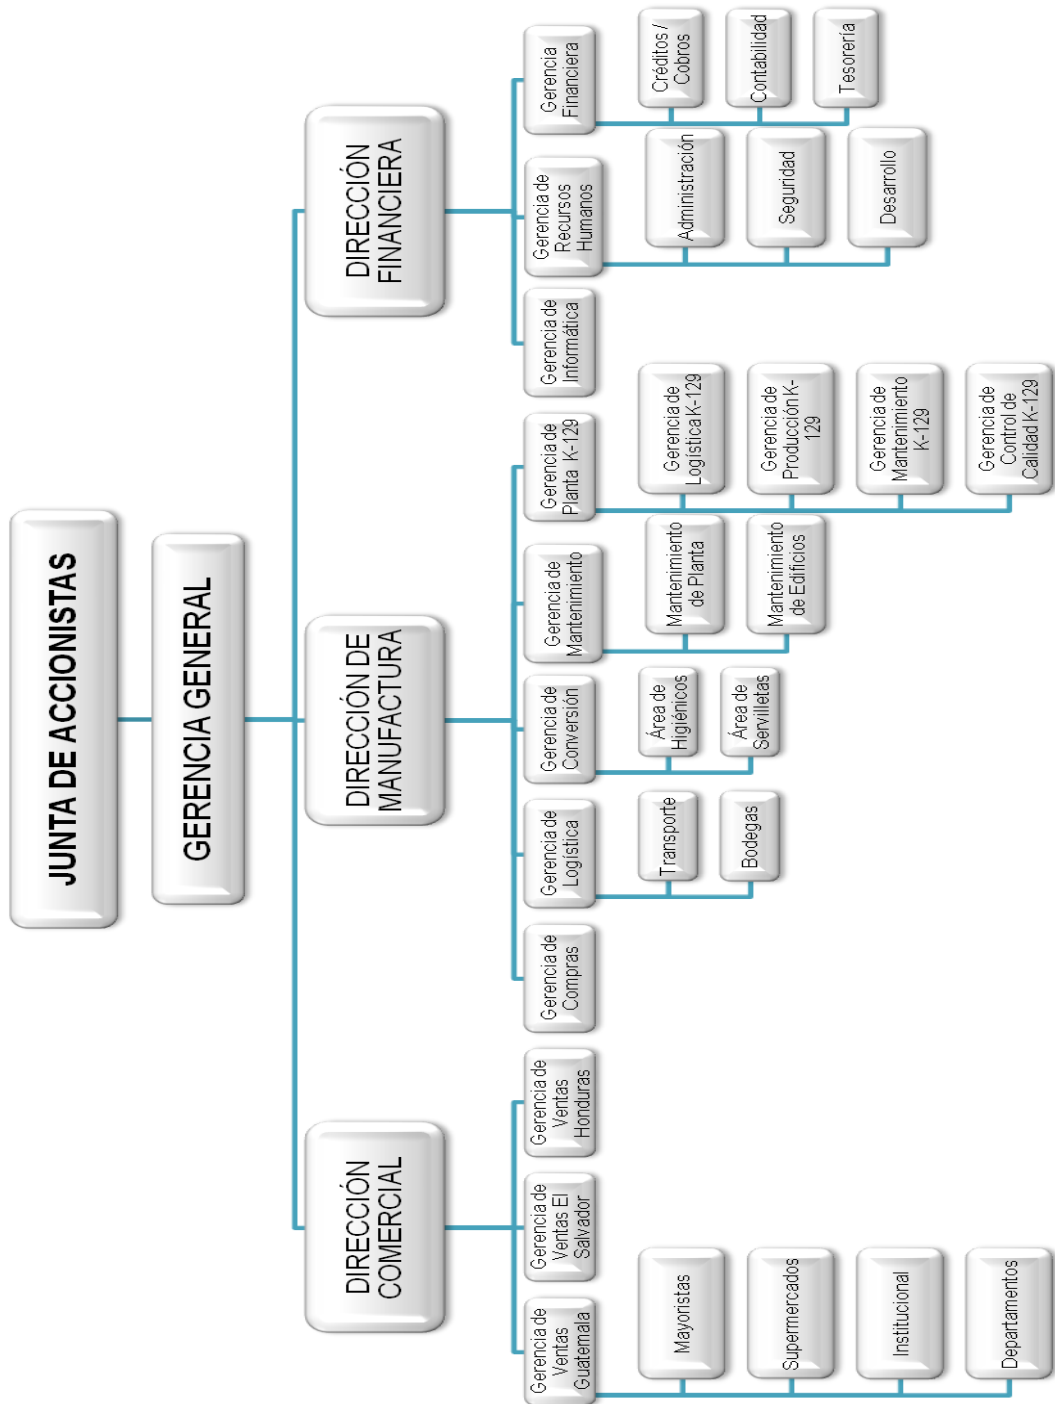 JUNTA DE ACCIONISTAS
GERENCIA GENERAL
DIRECCIÓN
COMERCIAL
DIRECCIÓN DE
MANUFACTURA
DIRECCIÓN
FINANCIERA
Gerencia de
Ventas
Guatemala
Gerencia de
Ventas El
Salvador
Gerencia de
Ventas
Honduras
Gerencia de
Compras
Gerencia de
Logística
Gerencia de
Conversión
Gerencia de
Mantenimiento
Gerencia de
Planta K-129
Gerencia de
Informática
Gerencia de
Recursos
Humanos
Gerencia
Financiera
Mayoristas
Supermercados
Institucional
Departamentos
Transporte
Bodegas
Área de
Higiénicos
Área de
Servilletas
Mantenimiento
de Planta
Mantenimiento
de Edificios
Gerencia de
Logística K-129
Gerencia de
Producción K-
129
Gerencia de
Mantenimiento
K-129
Gerencia de
Control de
Calidad K-129
Administración
Seguridad
Desarrollo
Créditos /
Cobros
Contabilidad
Tesorería